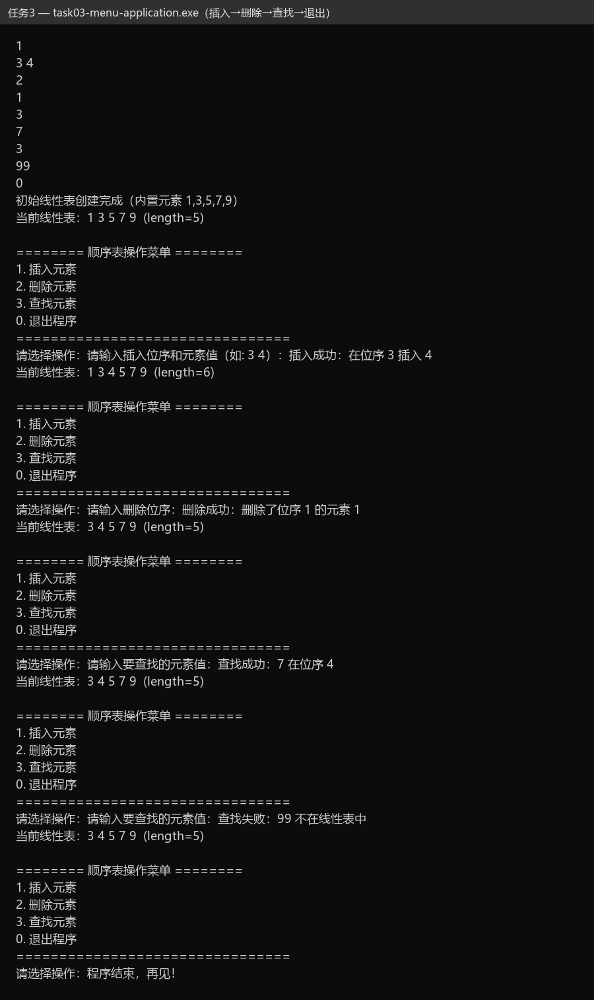 任务3 — task03-menu-application.exe（插入→删除→查找→退出）
1
3 4
2
1
3
7
3
99
0
初始线性表创建完成（内置元素 1,3,5,7,9）
当前线性表：1 3 5 7 9  (length=5)
======== 顺序表操作菜单 ========
1. 插入元素
2. 删除元素
3. 查找元素
0. 退出程序
================================
请选择操作：请输入插入位序和元素值（如: 3 4）：插入成功：在位序 3 插入 4
当前线性表：1 3 4 5 7 9  (length=6)
======== 顺序表操作菜单 ========
1. 插入元素
2. 删除元素
3. 查找元素
0. 退出程序
================================
请选择操作：请输入删除位序：删除成功：删除了位序 1 的元素 1
当前线性表：3 4 5 7 9  (length=5)
======== 顺序表操作菜单 ========
1. 插入元素
2. 删除元素
3. 查找元素
0. 退出程序
================================
请选择操作：请输入要查找的元素值：查找成功：7 在位序 4
当前线性表：3 4 5 7 9  (length=5)
======== 顺序表操作菜单 ========
1. 插入元素
2. 删除元素
3. 查找元素
0. 退出程序
================================
请选择操作：请输入要查找的元素值：查找失败：99 不在线性表中
当前线性表：3 4 5 7 9  (length=5)
======== 顺序表操作菜单 ========
1. 插入元素
2. 删除元素
3. 查找元素
0. 退出程序
================================
请选择操作：程序结束，再见！